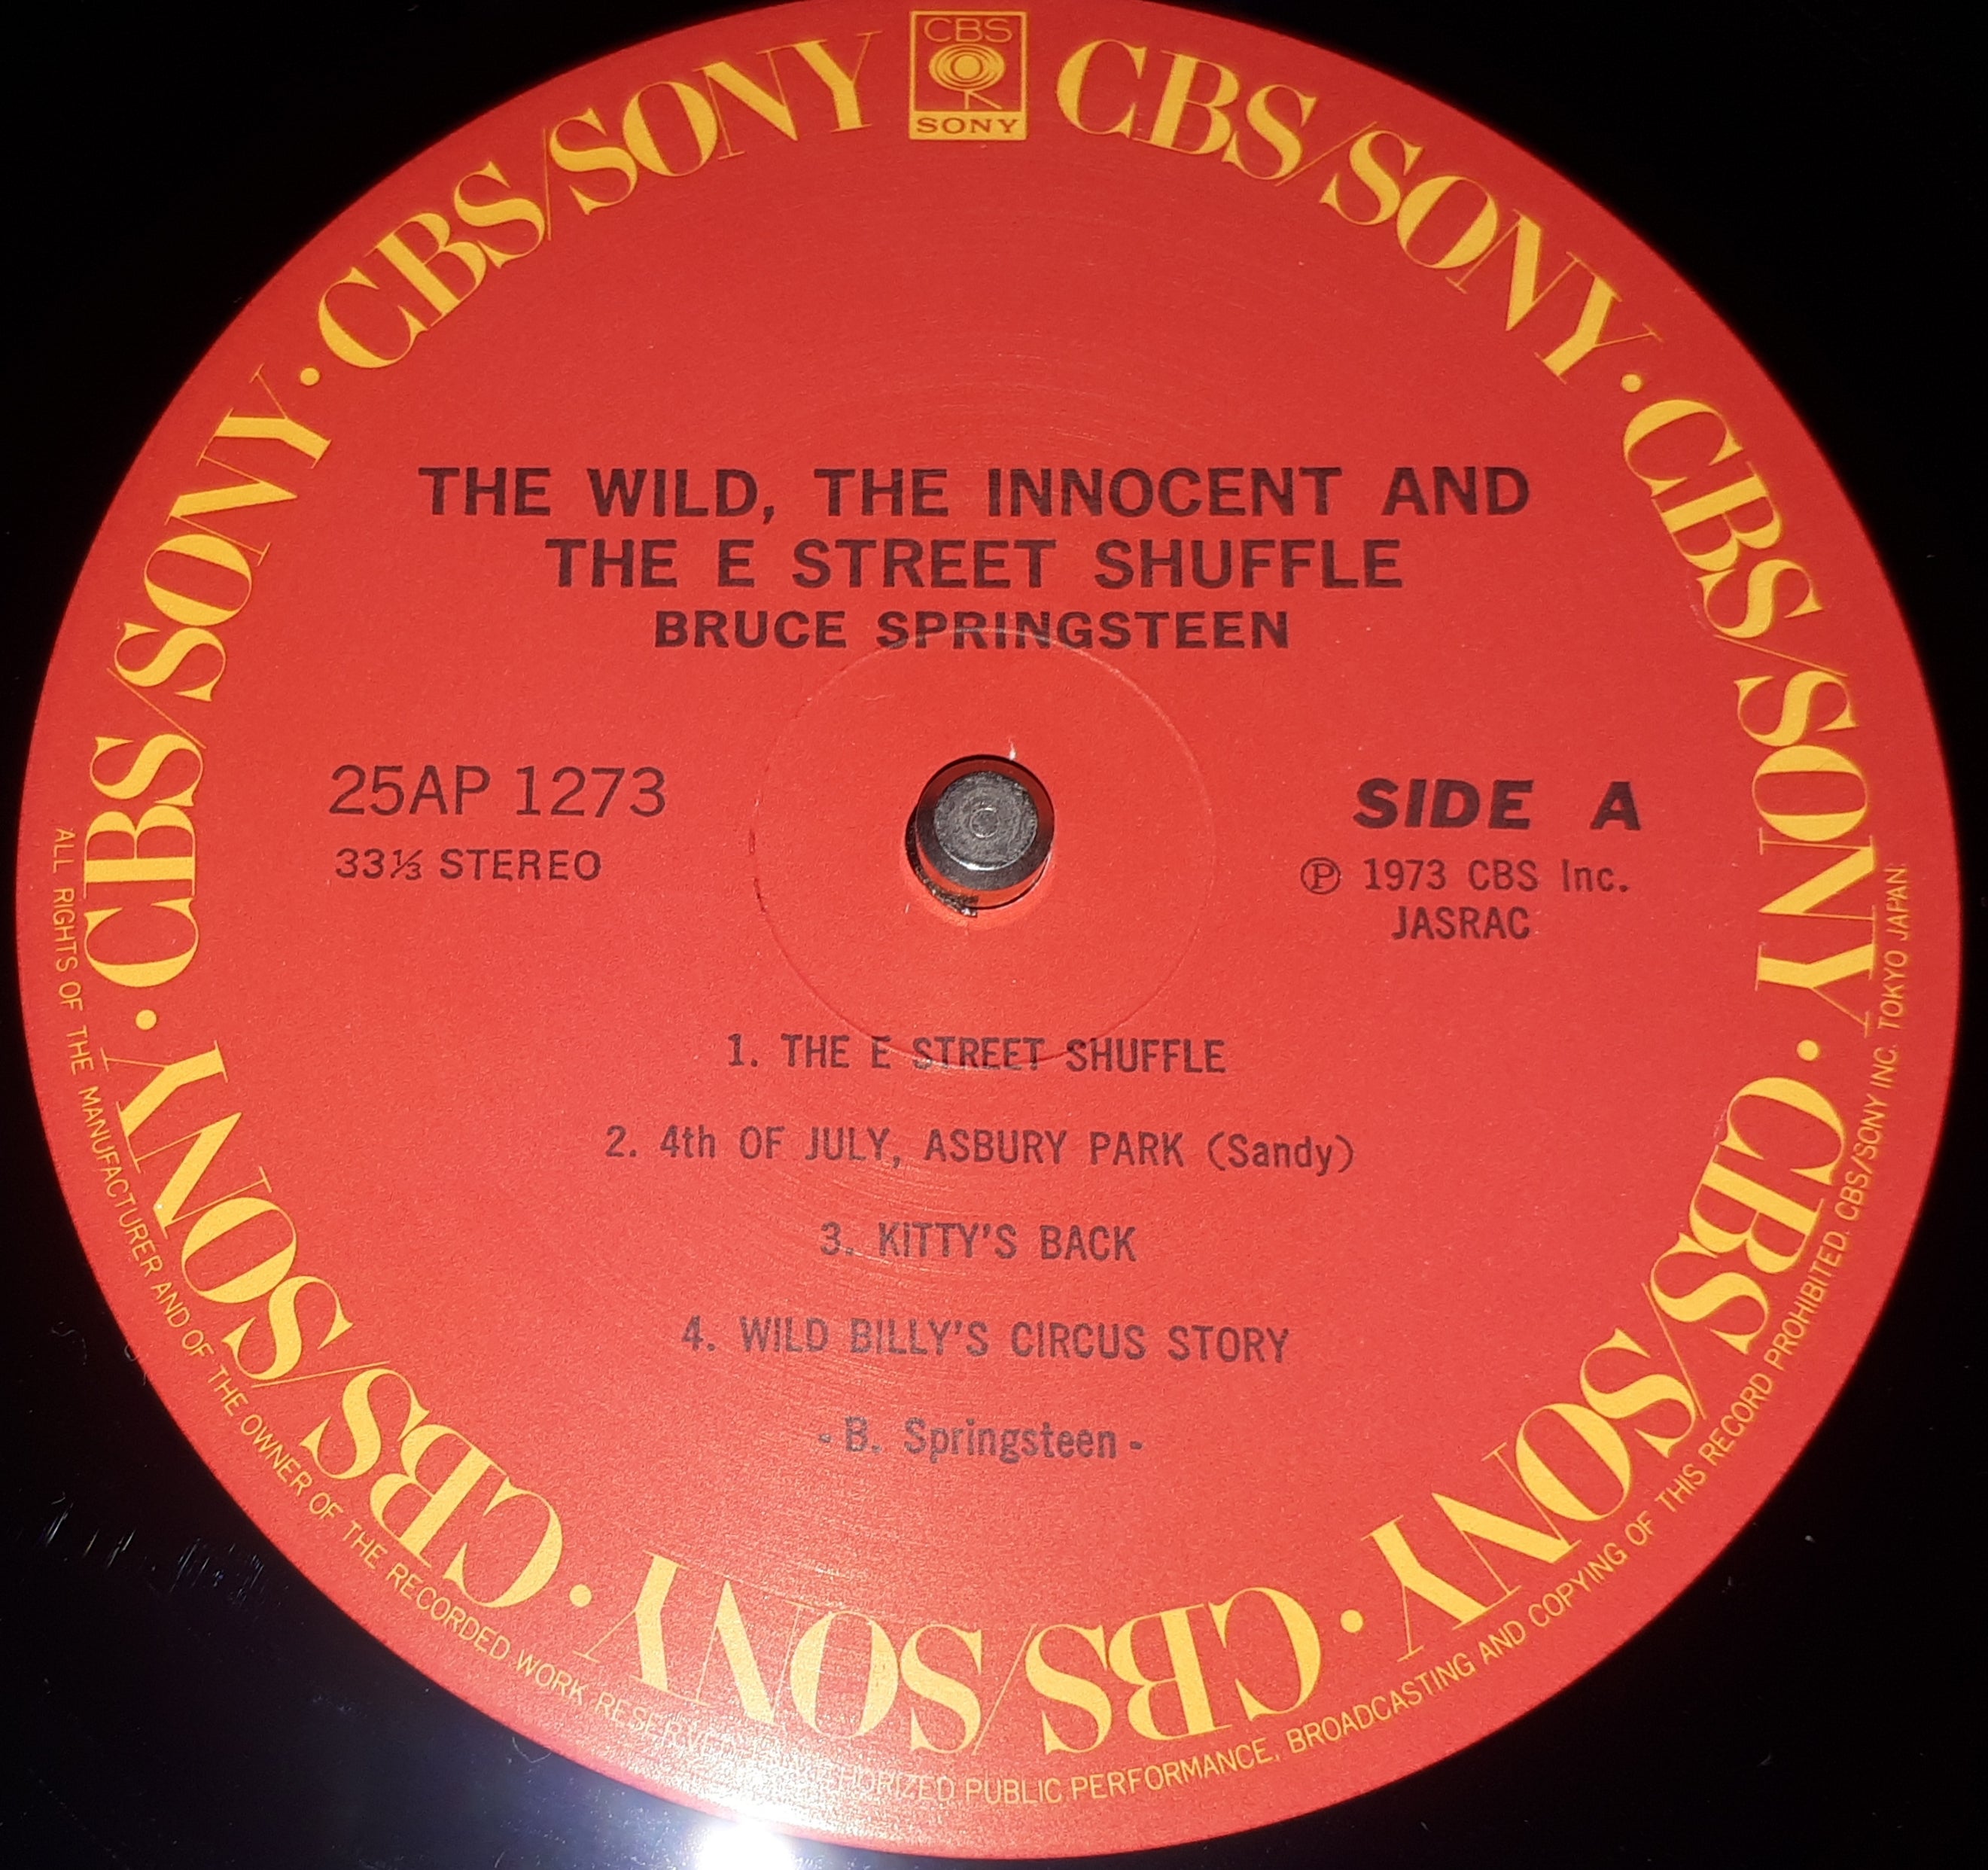 CBS
SONY
CBS/SONY · CBS/SONY · CBS/SONY · CBS/SONY · CBS/SONY · CBS/SONY · CBS/SONY
THE WILD, THE INNOCENT AND
THE E STREET SHUFFLE
BRUCE SPRINGSTEEN
25AP 1273
33⅓ STEREO
SIDE A
Ⓟ 1973 CBS Inc.
JASRAC
1. THE E STREET SHUFFLE
2. 4th OF JULY, ASBURY PARK (Sandy)
3. KITTY'S BACK
4. WILD BILLY'S CIRCUS STORY
- B. Springsteen -
ALL RIGHTS OF THE MANUFACTURER AND OF THE OWNER OF THE RECORDED WORK RESERVED PUBLIC PERFORMANCE, BROADCASTING AND COPYING OF THIS RECORD PROHIBITED. CBS/SONY INC. TOKYO JAPAN